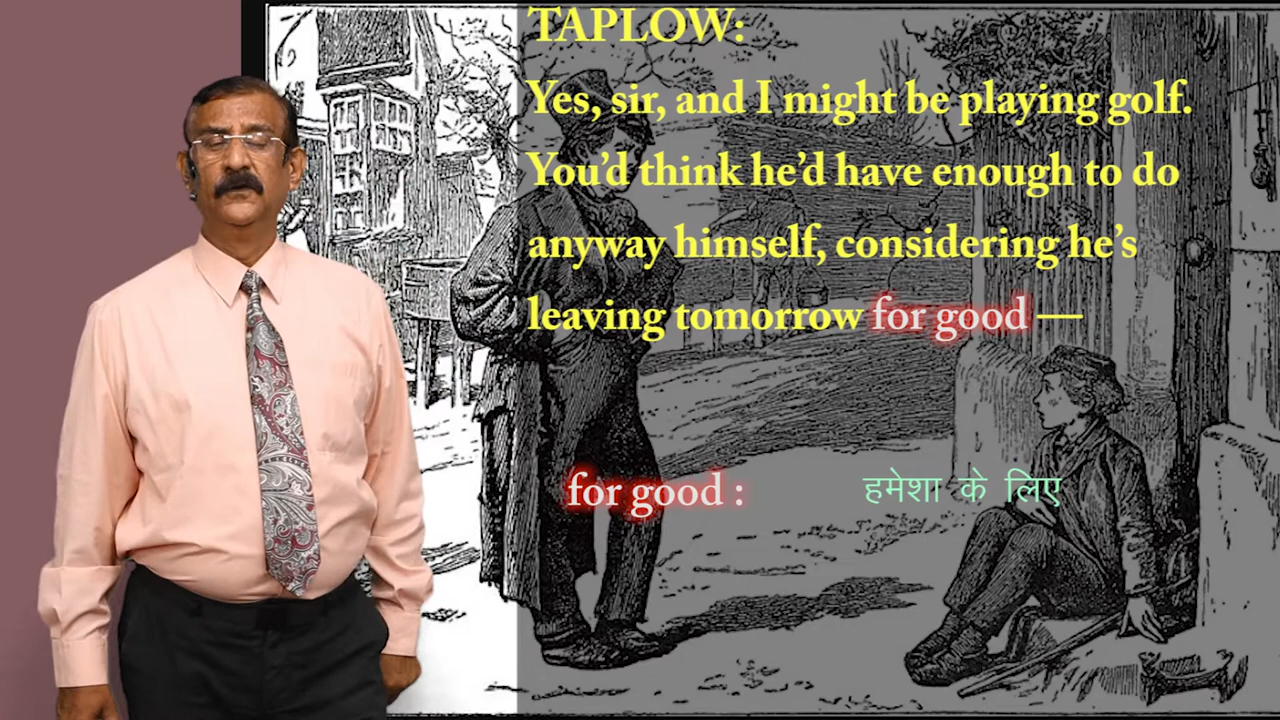 TAPLOW:
Yes, sir, and I might be playing golf.
You’d think he’d have enough to do
anyway himself, considering he’s
leaving tomorrow for good —
for good : हमेशा के लिए